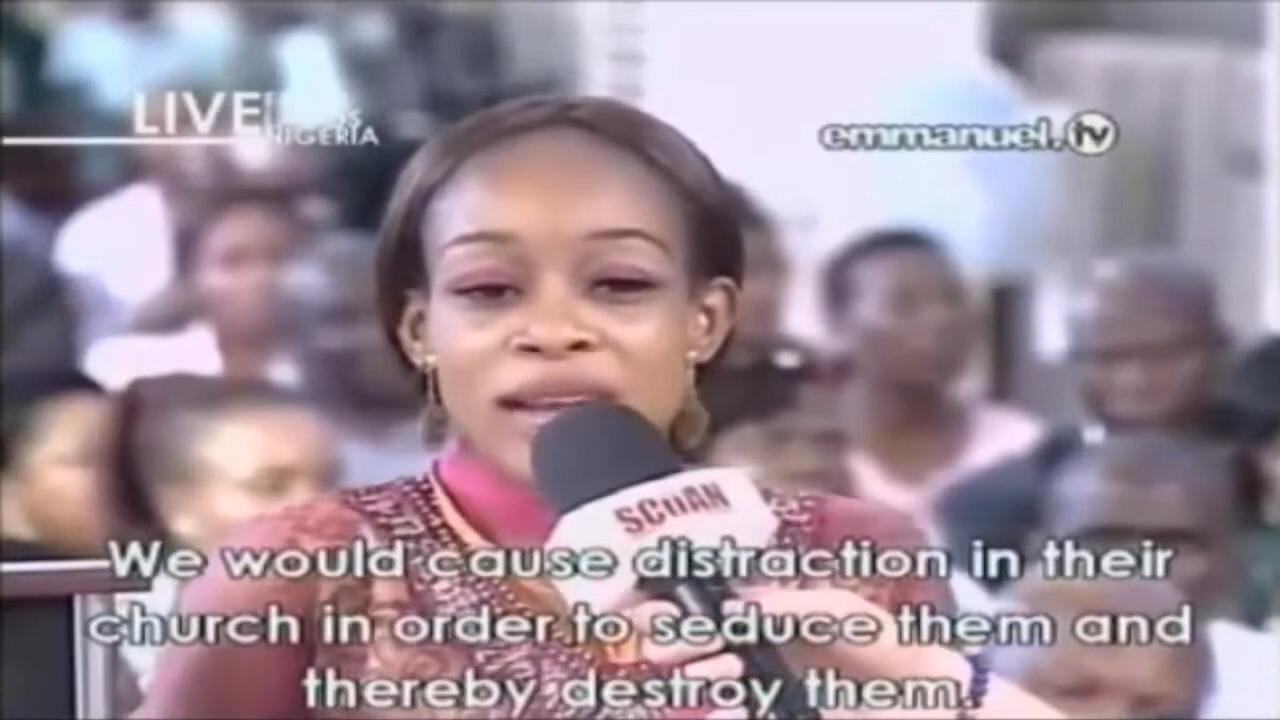 LIVE
NIGERIA
emmanuel.tv
SCOAN
We would cause distraction in their
church in order to seduce them and
thereby destroy them.